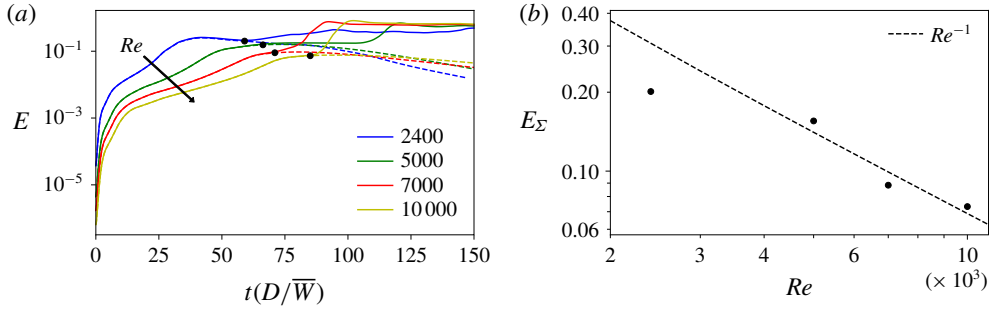 (a)
E
10⁻¹
10⁻³
10⁻⁵
Re
2400
5000
7000
10 000
0 25 50 75 100 125 150
t(D/W̅)
(b)
E_Σ
0.40
0.30
0.20
0.10
0.06
Re⁻¹
2 3 4 6 10
(× 10³)
Re